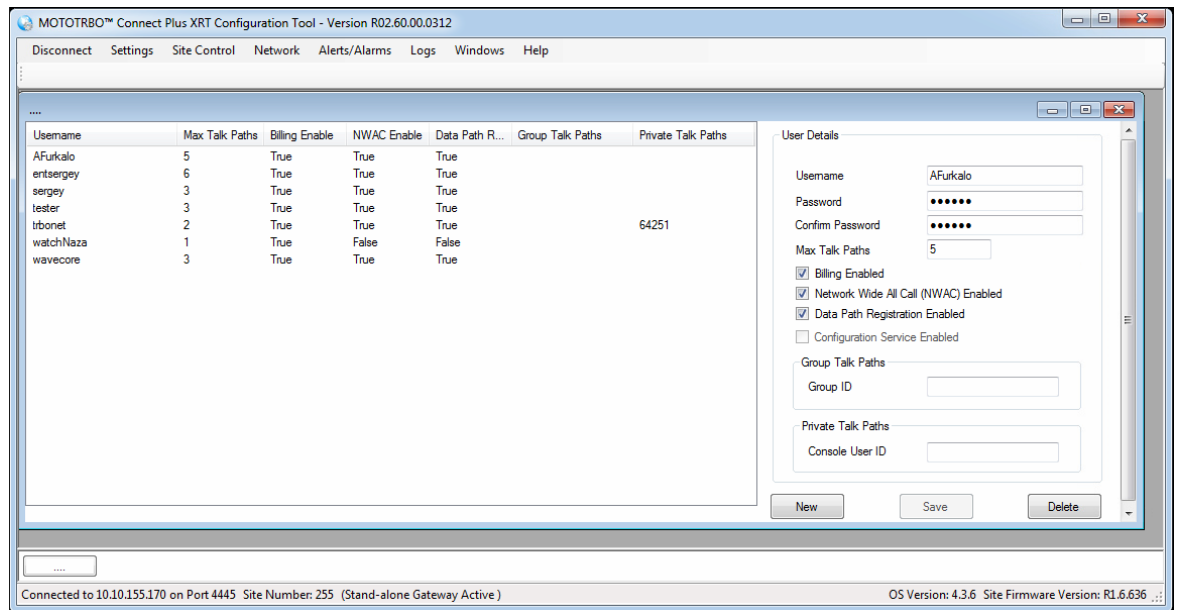 MOTOTRBO™ Connect Plus XRT Configuration Tool - Version R02.60.00.0312
Disconnect Settings Site Control Network Alerts/Alarms Logs Windows Help
....
Username Max Talk Paths Billing Enable NWAC Enable Data Path R... Group Talk Paths Private Talk Paths
AFurkalo 5 True True True
entsergey 6 True True True
sergey 3 True True True
tester 3 True True True
trbonet 2 True True True 64251
watchNaza 1 True False False
wavecore 3 True True True
User Details
Username AFurkalo
Password ●●●●●●
Confirm Password ●●●●●●
Max Talk Paths 5
Billing Enabled
Network Wide All Call (NWAC) Enabled
Data Path Registration Enabled
Configuration Service Enabled
Group Talk Paths
Group ID
Private Talk Paths
Console User ID
New Save Delete
....
Connected to 10.10.155.170 on Port 4445 Site Number: 255 (Stand-alone Gateway Active ) OS Version: 4.3.6 Site Firmware Version: R1.6.636